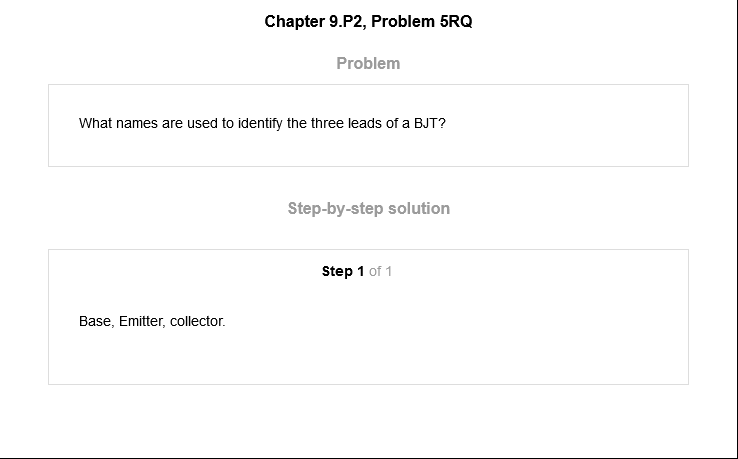 Chapter 9.P2, Problem 5RQ
Problem
What names are used to identify the three leads of a BJT?
Step-by-step solution
Step 1 of 1
Base, Emitter, collector.